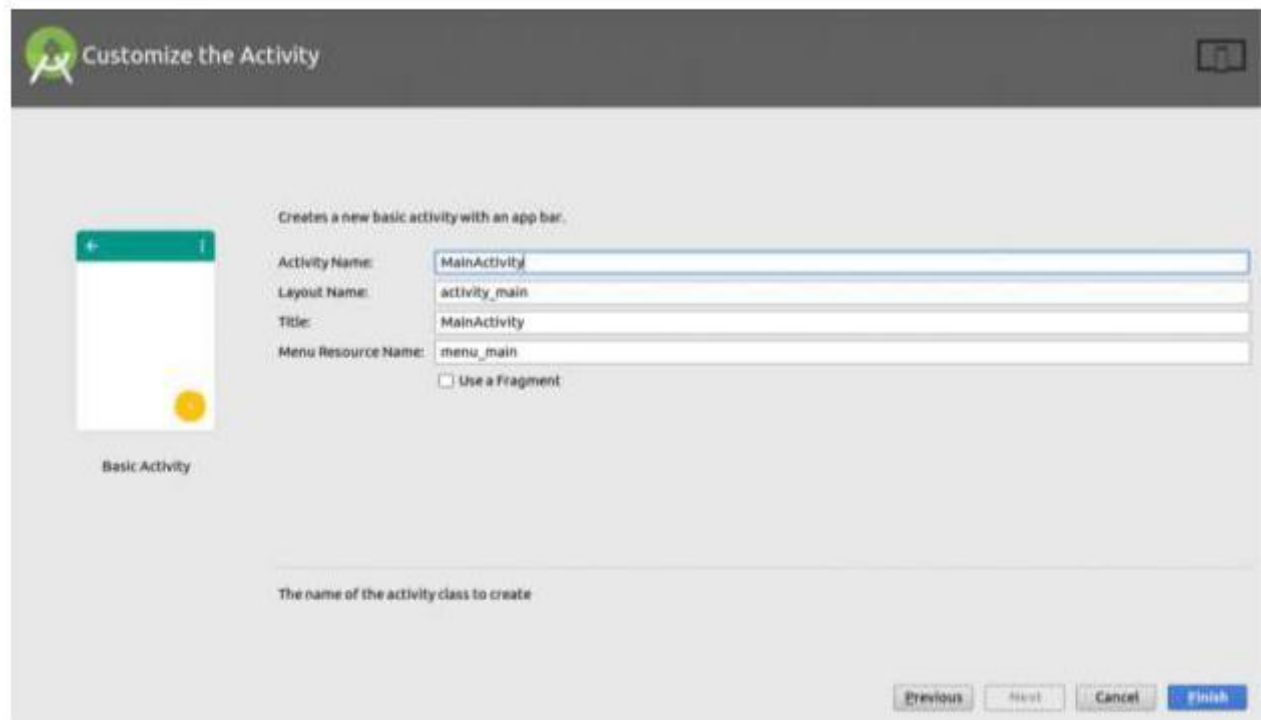 Customize the Activity
Creates a new basic activity with an app bar.
Activity Name: MainActivity
Layout Name: activity_main
Title: MainActivity
Menu Resource Name: menu_main
Use a Fragment
Basic Activity
The name of the activity class to create
Previous Next Cancel Finish